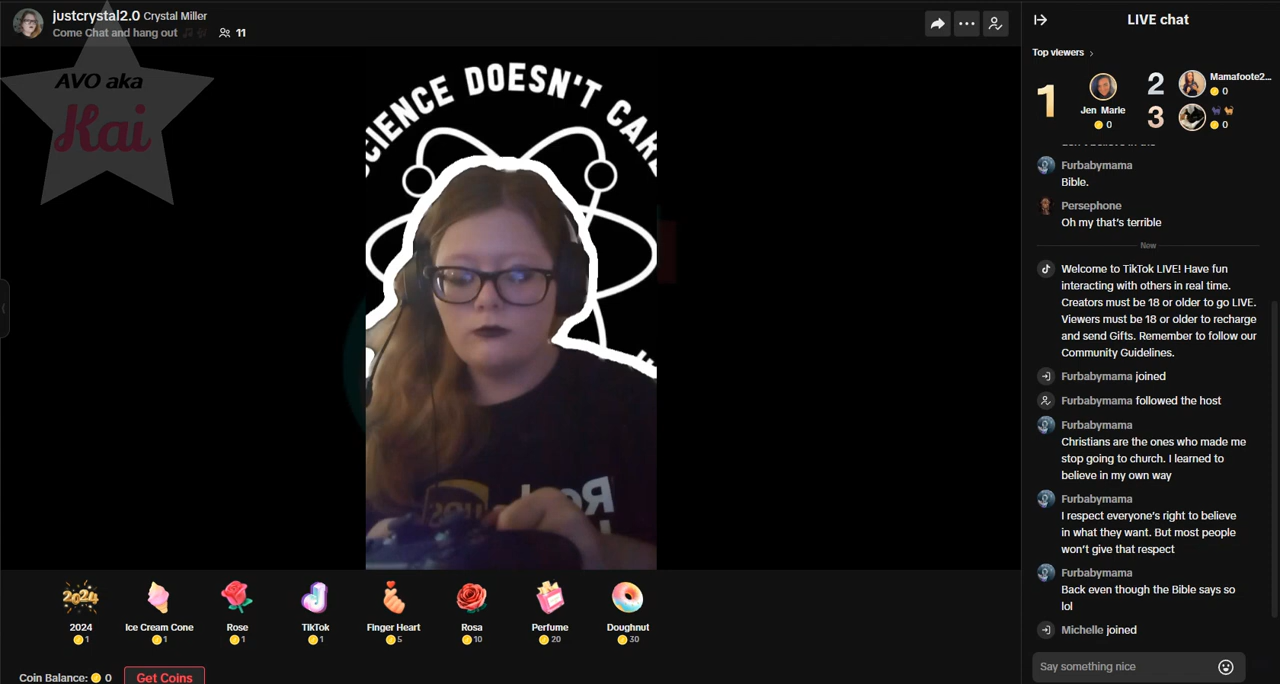 justcrystal2.0 Crystal Miller
Come Chat and hang out
11
AVO aka
Kai
SCIENCE DOESN'T CARE
2024
1
Ice Cream Cone
1
Rose
1
TikTok
1
Finger Heart
5
Rosa
10
Perfume
20
Doughnut
30
Coin Balance: 0
Get Coins
LIVE chat
Top viewers
1
Jen Marie
0
2
Mamafoote2...
0
3
0
Furbabymama
Bible.
Persephone
Oh my that's terrible
Now
Welcome to TikTok LIVE! Have fun
interacting with others in real time.
Creators must be 18 or older to go LIVE.
Viewers must be 18 or older to recharge
and send Gifts. Remember to follow our
Community Guidelines.
Furbabymama joined
Furbabymama followed the host
Furbabymama
Christians are the ones who made me
stop going to church. I learned to
believe in my own way
Furbabymama
I respect everyone's right to believe
in what they want. But most people
won't give that respect
Furbabymama
Back even though the Bible says so
lol
Michelle joined
Say something nice